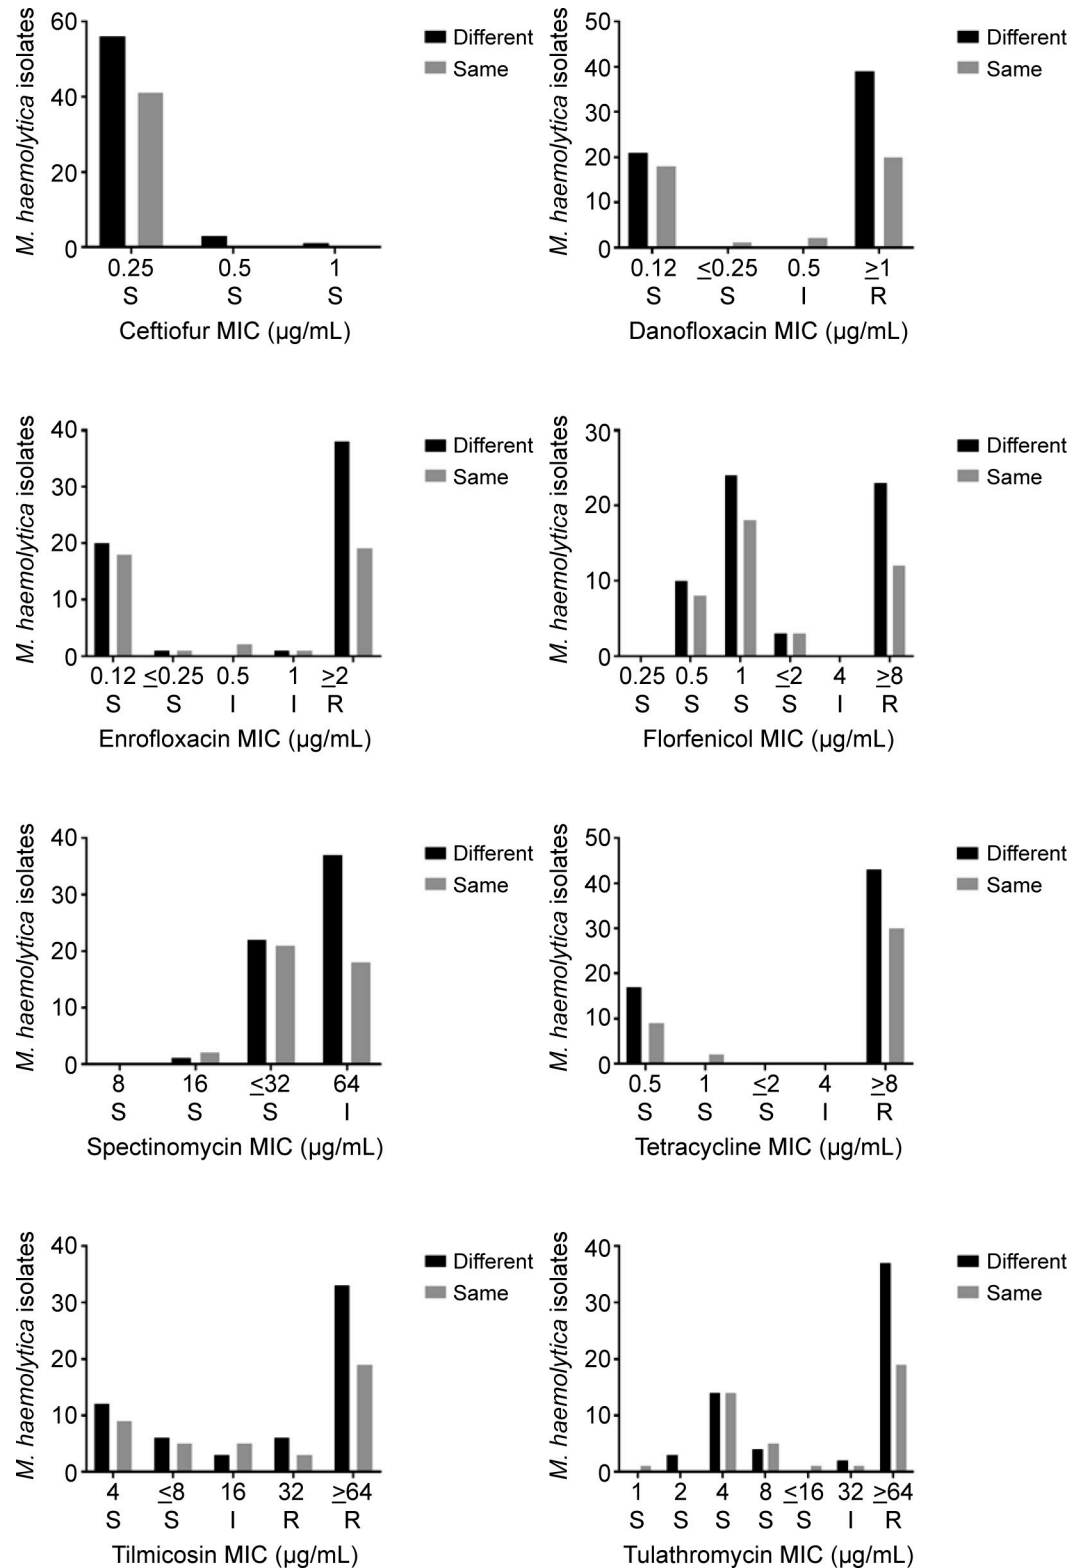 M. haemolytica isolates
60
40
20
0
0.25 0.5 1
S S S
Ceftiofur MIC (µg/mL)
Different
Same
M. haemolytica isolates
50
40
30
20
10
0
0.12 ≤0.25 0.5 ≥1
S S I R
Danofloxacin MIC (µg/mL)
Different
Same
M. haemolytica isolates
40
30
20
10
0
0.12 ≤0.25 0.5 1 ≥2
S S I I R
Enrofloxacin MIC (µg/mL)
Different
Same
M. haemolytica isolates
30
20
10
0
0.25 0.5 1 ≤2 4 ≥8
S S S S I R
Florfenicol MIC (µg/mL)
Different
Same
M. haemolytica isolates
40
30
20
10
0
8 16 ≤32 64
S S S I
Spectinomycin MIC (µg/mL)
Different
Same
M. haemolytica isolates
50
40
30
20
10
0
0.5 1 ≤2 4 ≥8
S S S I R
Tetracycline MIC (µg/mL)
Different
Same
M. haemolytica isolates
40
30
20
10
0
4 ≤8 16 32 ≥64
S S I R R
Tilmicosin MIC (µg/mL)
Different
Same
M. haemolytica isolates
40
30
20
10
0
1 2 4 8 ≤16 32 ≥64
S S S S S I R
Tulathromycin MIC (µg/mL)
Different
Same